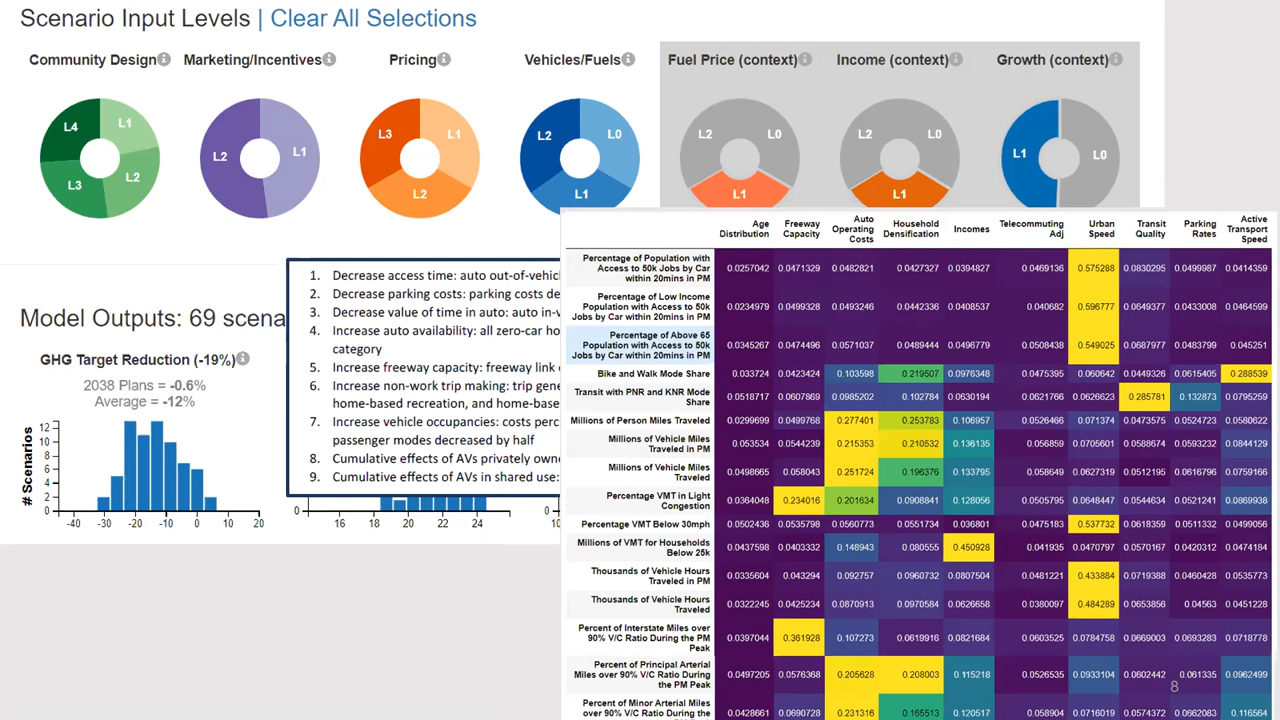 Scenario Input Levels | Clear All Selections
Community Design
Marketing/Incentives
Pricing
Vehicles/Fuels
Fuel Price (context)
Income (context)
Growth (context)
L4 L1
L3 L2
L2 L1
L3 L1
L2
L2 L0
L1
L2 L0
L1
L2 L0
L1
L1 L0
Model Outputs: 69 scena
GHG Target Reduction (-19%)
2038 Plans = -0.6%
Average = -12%
# Scenarios
12
10
8
6
4
2
0
-40 -30 -20 -10 0 10 20
1. Decrease access time: auto out-of-vehic
2. Decrease parking costs: parking costs de
3. Decrease value of time in auto: auto in-v
4. Increase auto availability: all zero-car ho
category
5. Increase freeway capacity: freeway link c
6. Increase non-work trip making: trip gene
home-based recreation, and home-base
7. Increase vehicle occupancies: costs perc
passenger modes decreased by half
8. Cumulative effects of AVs privately owne
9. Cumulative effects of AVs in shared use:
0
16 18 20 22 24
0
10
Age
Distribution
Freeway
Capacity
Auto
Operating
Costs
Household
Densification
Incomes
Telecommuting
Adj
Urban
Speed
Transit
Quality
Parking
Rates
Active
Transport
Speed
Percentage of Population with
Access to 50k Jobs by Car
within 20mins in PM
0.0257042 0.0471329 0.0482821 0.0427327 0.0394827 0.0469136 0.575288 0.0830295 0.0499987 0.0414359
Percentage of Low Income
Population with Access to 50k
Jobs by Car within 20mins in PM
0.0234979 0.0499328 0.0493246 0.0442336 0.0408537 0.040682 0.596777 0.0649377 0.0433008 0.0464599
Percentage of Above 65
Population with Access to 50k
Jobs by Car within 20mins in PM
0.0345267 0.0474496 0.0571037 0.0489444 0.0496779 0.0508438 0.549025 0.0687977 0.0483799 0.045251
Bike and Walk Mode Share
0.033724 0.0423424 0.103598 0.219507 0.0976348 0.0475395 0.060642 0.0449326 0.0615405 0.288539
Transit with PNR and KNR Mode
Share
0.0518717 0.0607869 0.0985202 0.102784 0.0630194 0.0621766 0.0626623 0.285781 0.132873 0.0795259
Millions of Person Miles Traveled
0.0299699 0.0499768 0.277401 0.253783 0.106957 0.0526466 0.071374 0.0473575 0.0524723 0.0580622
Millions of Vehicle Miles
Traveled in PM
0.053534 0.0544239 0.215353 0.210532 0.136135 0.056859 0.0705601 0.0588674 0.0593232 0.0844129
Millions of Vehicle Miles
Traveled
0.0498665 0.058043 0.251724 0.196376 0.133795 0.058649 0.0627319 0.0512195 0.0616796 0.0759166
Percentage VMT in Light
Congestion
0.0364048 0.234016 0.201634 0.0908841 0.128056 0.0505795 0.0648447 0.0544634 0.0521241 0.0869938
Percentage VMT Below 30mph
0.0502436 0.0535798 0.0560773 0.0551734 0.036801 0.0475183 0.537732 0.0618359 0.0511332 0.0499056
Millions of VMT for Households
Below 25k
0.0437598 0.0403332 0.148943 0.080555 0.450928 0.041935 0.0470797 0.0570167 0.0420312 0.0474184
Thousands of Vehicle Hours
Traveled in PM
0.0335604 0.043294 0.092757 0.0960732 0.0807504 0.0481221 0.433884 0.0719388 0.0460428 0.0535773
Thousands of Vehicle Hours
Traveled
0.0322245 0.0425234 0.0870913 0.0970584 0.0626658 0.0380097 0.484289 0.0653856 0.04563 0.0451228
Percent of Interstate Miles over
90% V/C Ratio During the PM
Peak
0.0397044 0.361928 0.107273 0.0619916 0.0821684 0.0603525 0.0784758 0.0669003 0.0693283 0.0718778
Percent of Principal Arterial
Miles over 90% V/C Ratio During
the PM Peak
0.0497205 0.0576368 0.205628 0.208003 0.115218 0.0526535 0.0933104 0.0602442 0.061335 0.0962499
8
Percent of Minor Arterial Miles
over 90% V/C Ratio During the
0.0428661 0.0690728 0.231316 0.165513 0.120517 0.058904 0.0716019 0.0574372 0.0662083 0.116564